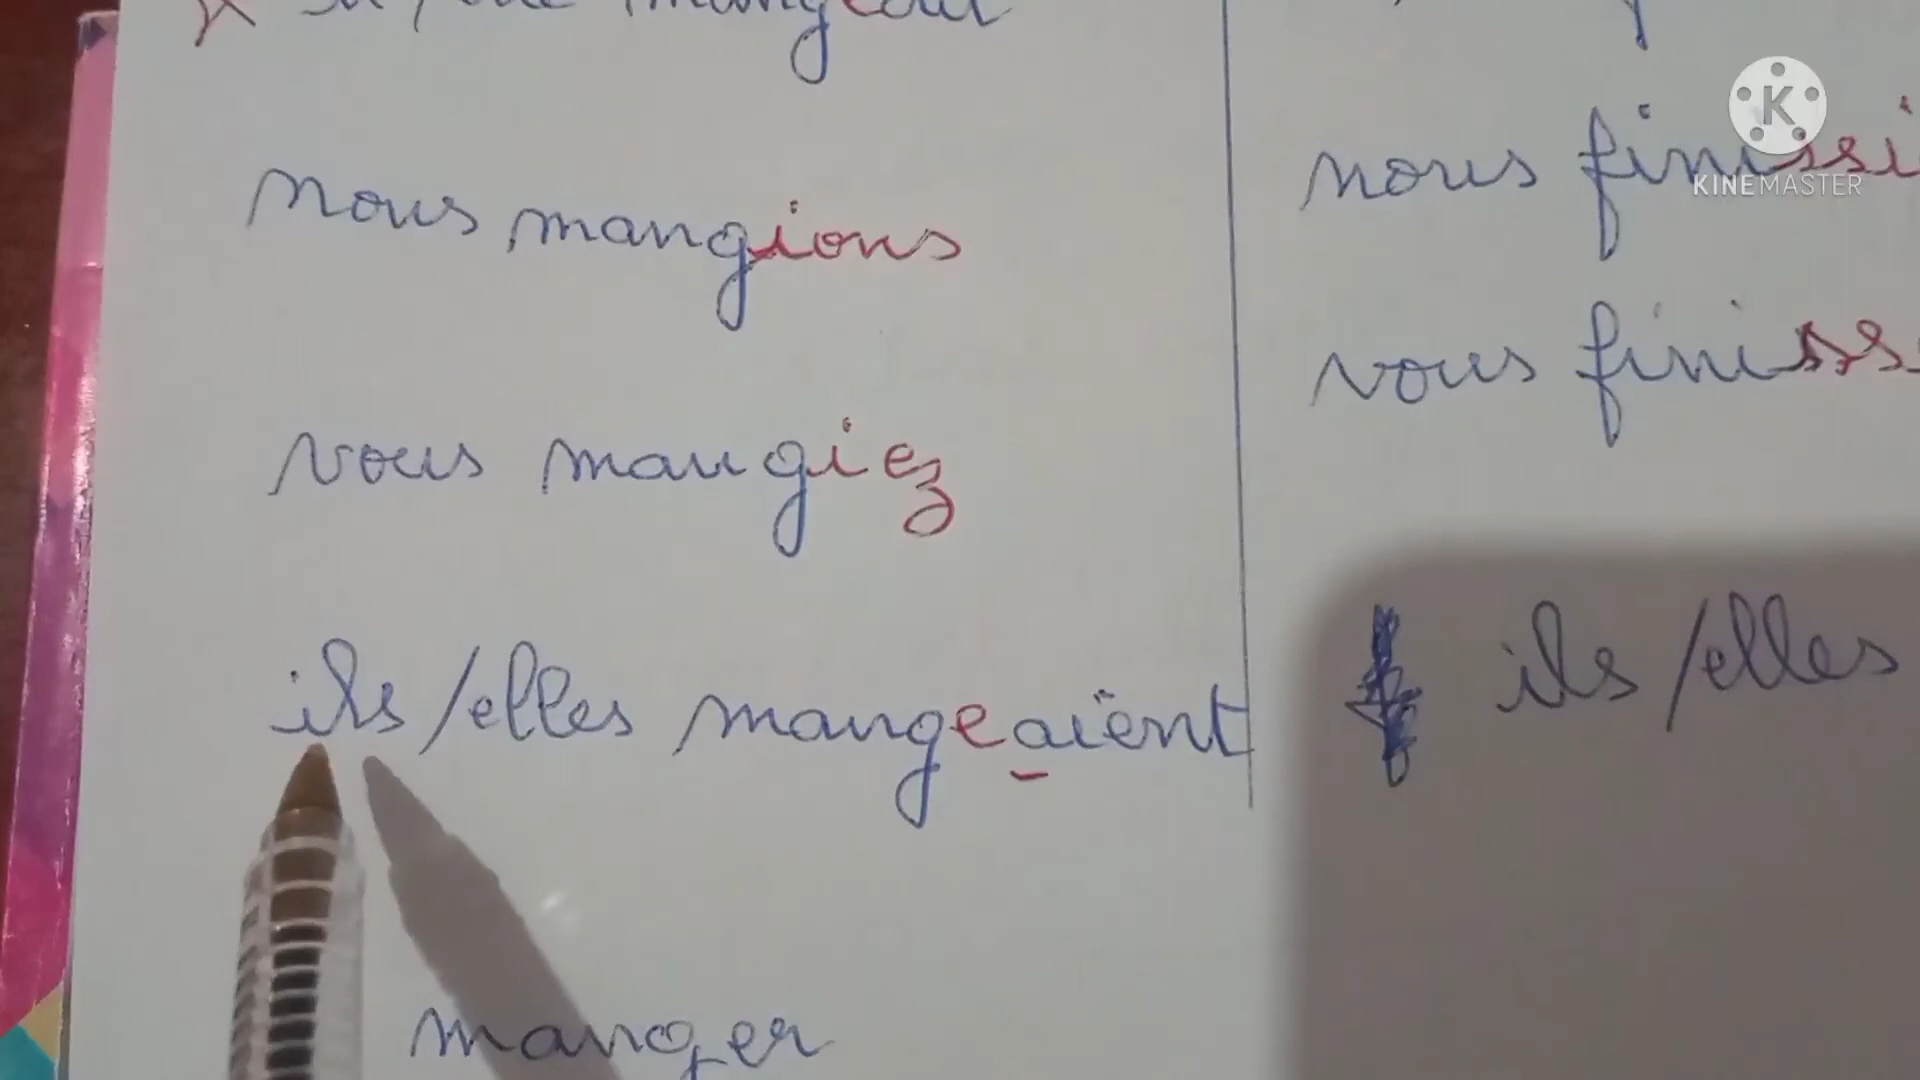 nous mangions
vous mangiez
ils/elles mangeaient
manger
nous finissi
vous finiss
ils/elles
KINEMASTER